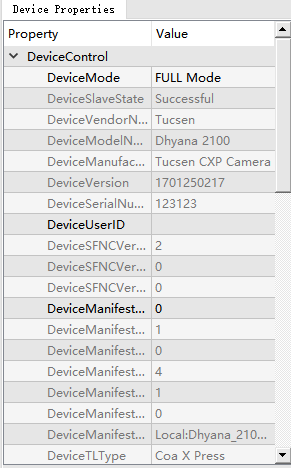 Device Properties
Property Value
DeviceControl
DeviceMode FULL Mode
DeviceSlaveState Successful
DeviceVendorN... Tucsen
DeviceModelN... Dhyana 2100
DeviceManufac... Tucsen CXP Camera
DeviceVersion 1701250217
DeviceSerialNu... 123123
DeviceUserID
DeviceSFNCVer... 2
DeviceSFNCVer... 0
DeviceSFNCVer... 0
DeviceManifest... 0
DeviceManifest... 1
DeviceManifest... 0
DeviceManifest... 4
DeviceManifest... 1
DeviceManifest... 0
DeviceManifest... Local:Dhyana_210...
DeviceTLType Coa X Press